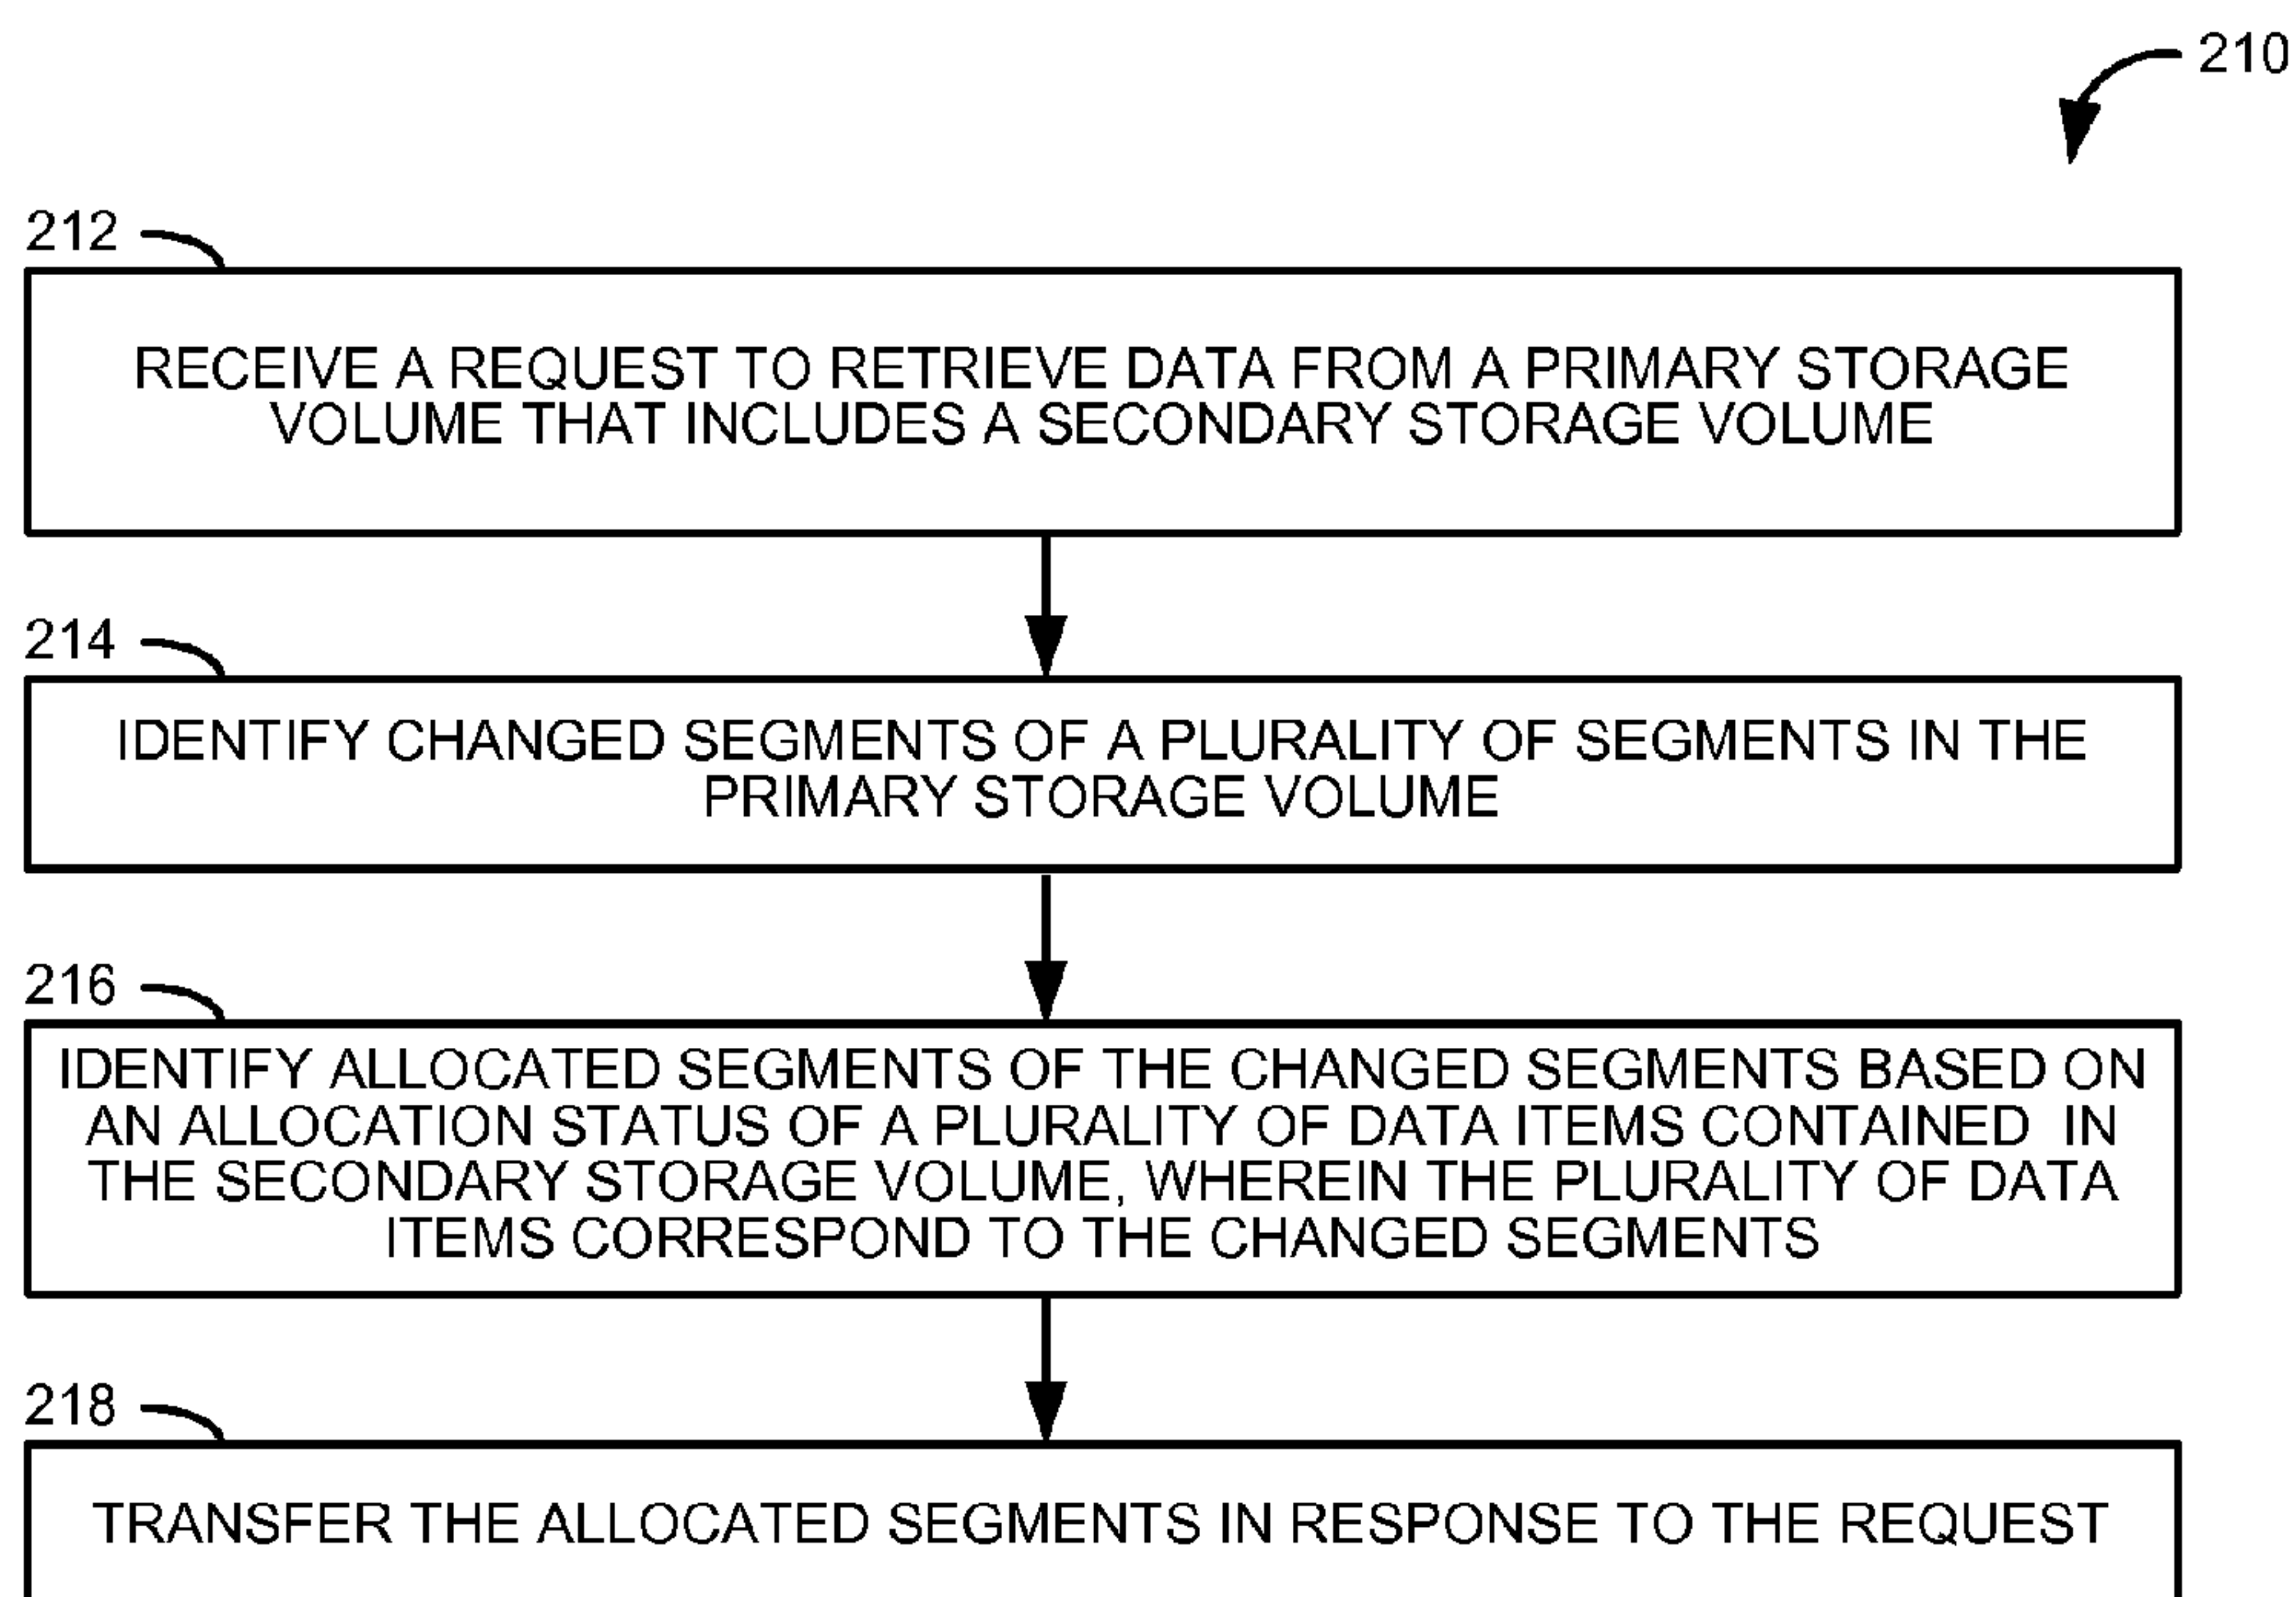 210
212
RECEIVE A REQUEST TO RETRIEVE DATA FROM A PRIMARY STORAGE
VOLUME THAT INCLUDES A SECONDARY STORAGE VOLUME
214
IDENTIFY CHANGED SEGMENTS OF A PLURALITY OF SEGMENTS IN THE
PRIMARY STORAGE VOLUME
216
IDENTIFY ALLOCATED SEGMENTS OF THE CHANGED SEGMENTS BASED ON
AN ALLOCATION STATUS OF A PLURALITY OF DATA ITEMS CONTAINED IN
THE SECONDARY STORAGE VOLUME, WHEREIN THE PLURALITY OF DATA
ITEMS CORRESPOND TO THE CHANGED SEGMENTS
218
TRANSFER THE ALLOCATED SEGMENTS IN RESPONSE TO THE REQUEST